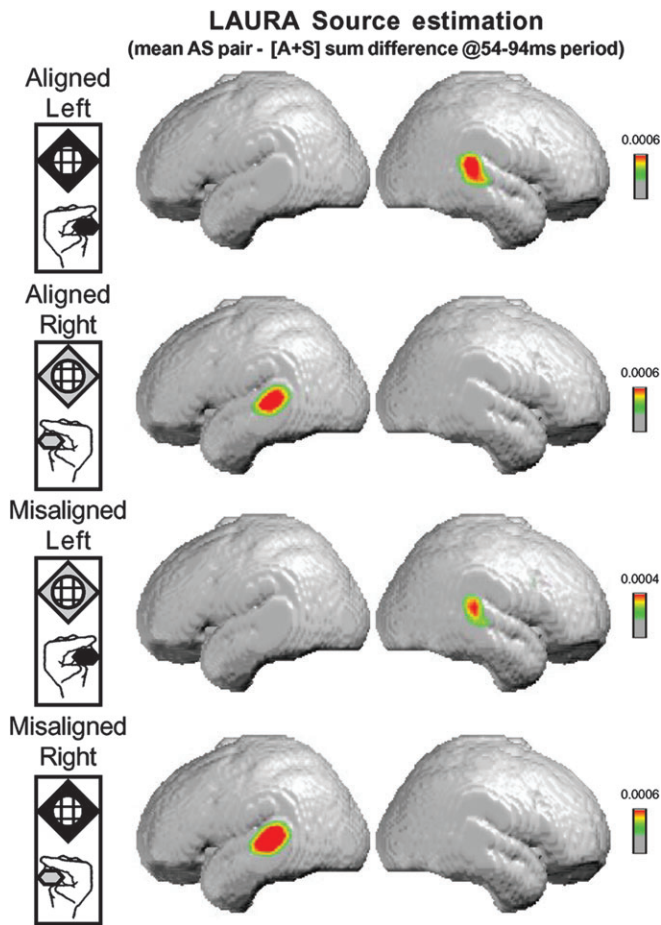 LAURA Source estimation
(mean AS pair - [A+S] sum difference @54-94ms period)
Aligned
Left
0.0006
Aligned
Right
0.0006
Misaligned
Left
0.0004
Misaligned
Right
0.0006